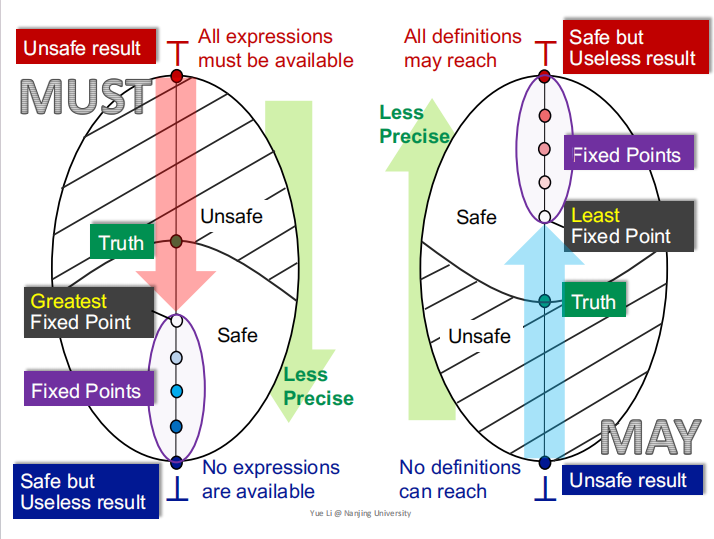 Unsafe result
⊤
All expressions
must be available
MUST
Unsafe
Truth
Greatest
Fixed Point
Safe
Fixed Points
Less
Precise
Safe but
Useless result
⊥
No expressions
are available
All definitions
may reach
⊤
Safe but
Useless result
Less
Precise
Fixed Points
Safe
Least
Fixed Point
Truth
Unsafe
MAY
No definitions
can reach
⊥
Unsafe result
Yue Li @ Nanjing University